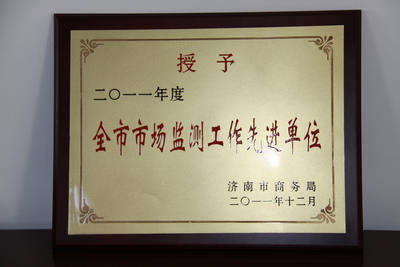 授予
二〇一一年度
全市市场监测工作先进单位
济南市商务局
二〇一一年十二月